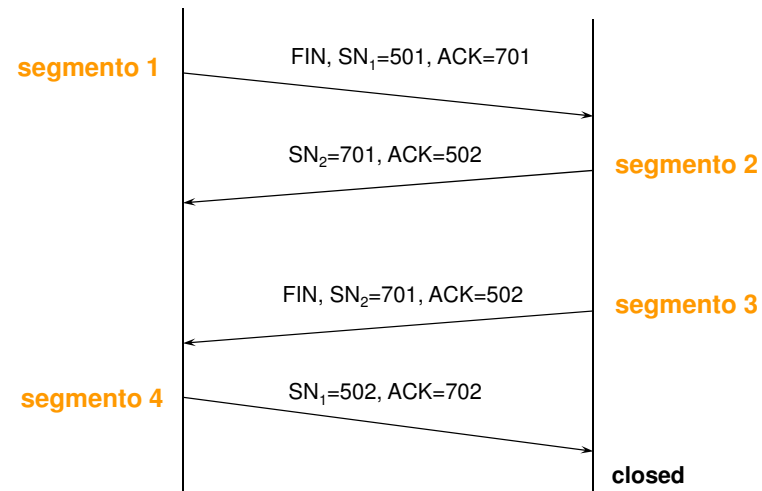 segmento 1
FIN, SN₁=501, ACK=701
SN₂=701, ACK=502
segmento 2
FIN, SN₂=701, ACK=502
segmento 3
segmento 4
SN₁=502, ACK=702
closed